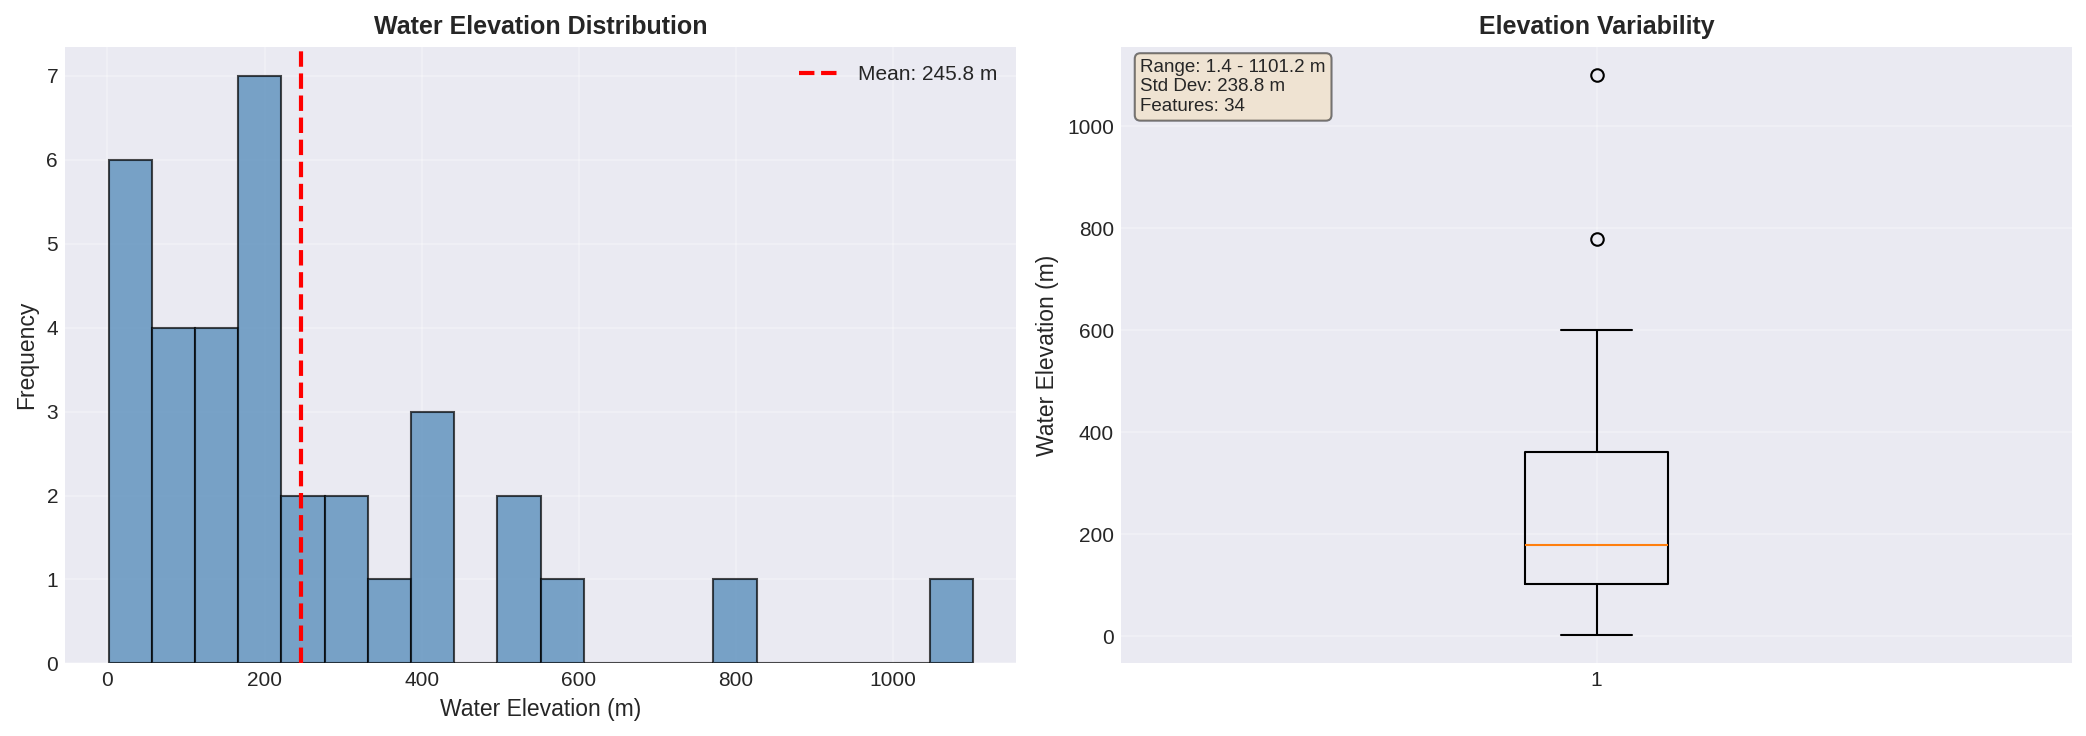 Water Elevation Distribution
Mean: 245.8 m
Frequency
7
6
5
4
3
2
1
0
0 200 400 600 800 1000
Water Elevation (m)
Elevation Variability
Range: 1.4 - 1101.2 m
Std Dev: 238.8 m
Features: 34
Water Elevation (m)
1000
800
600
400
200
0
1